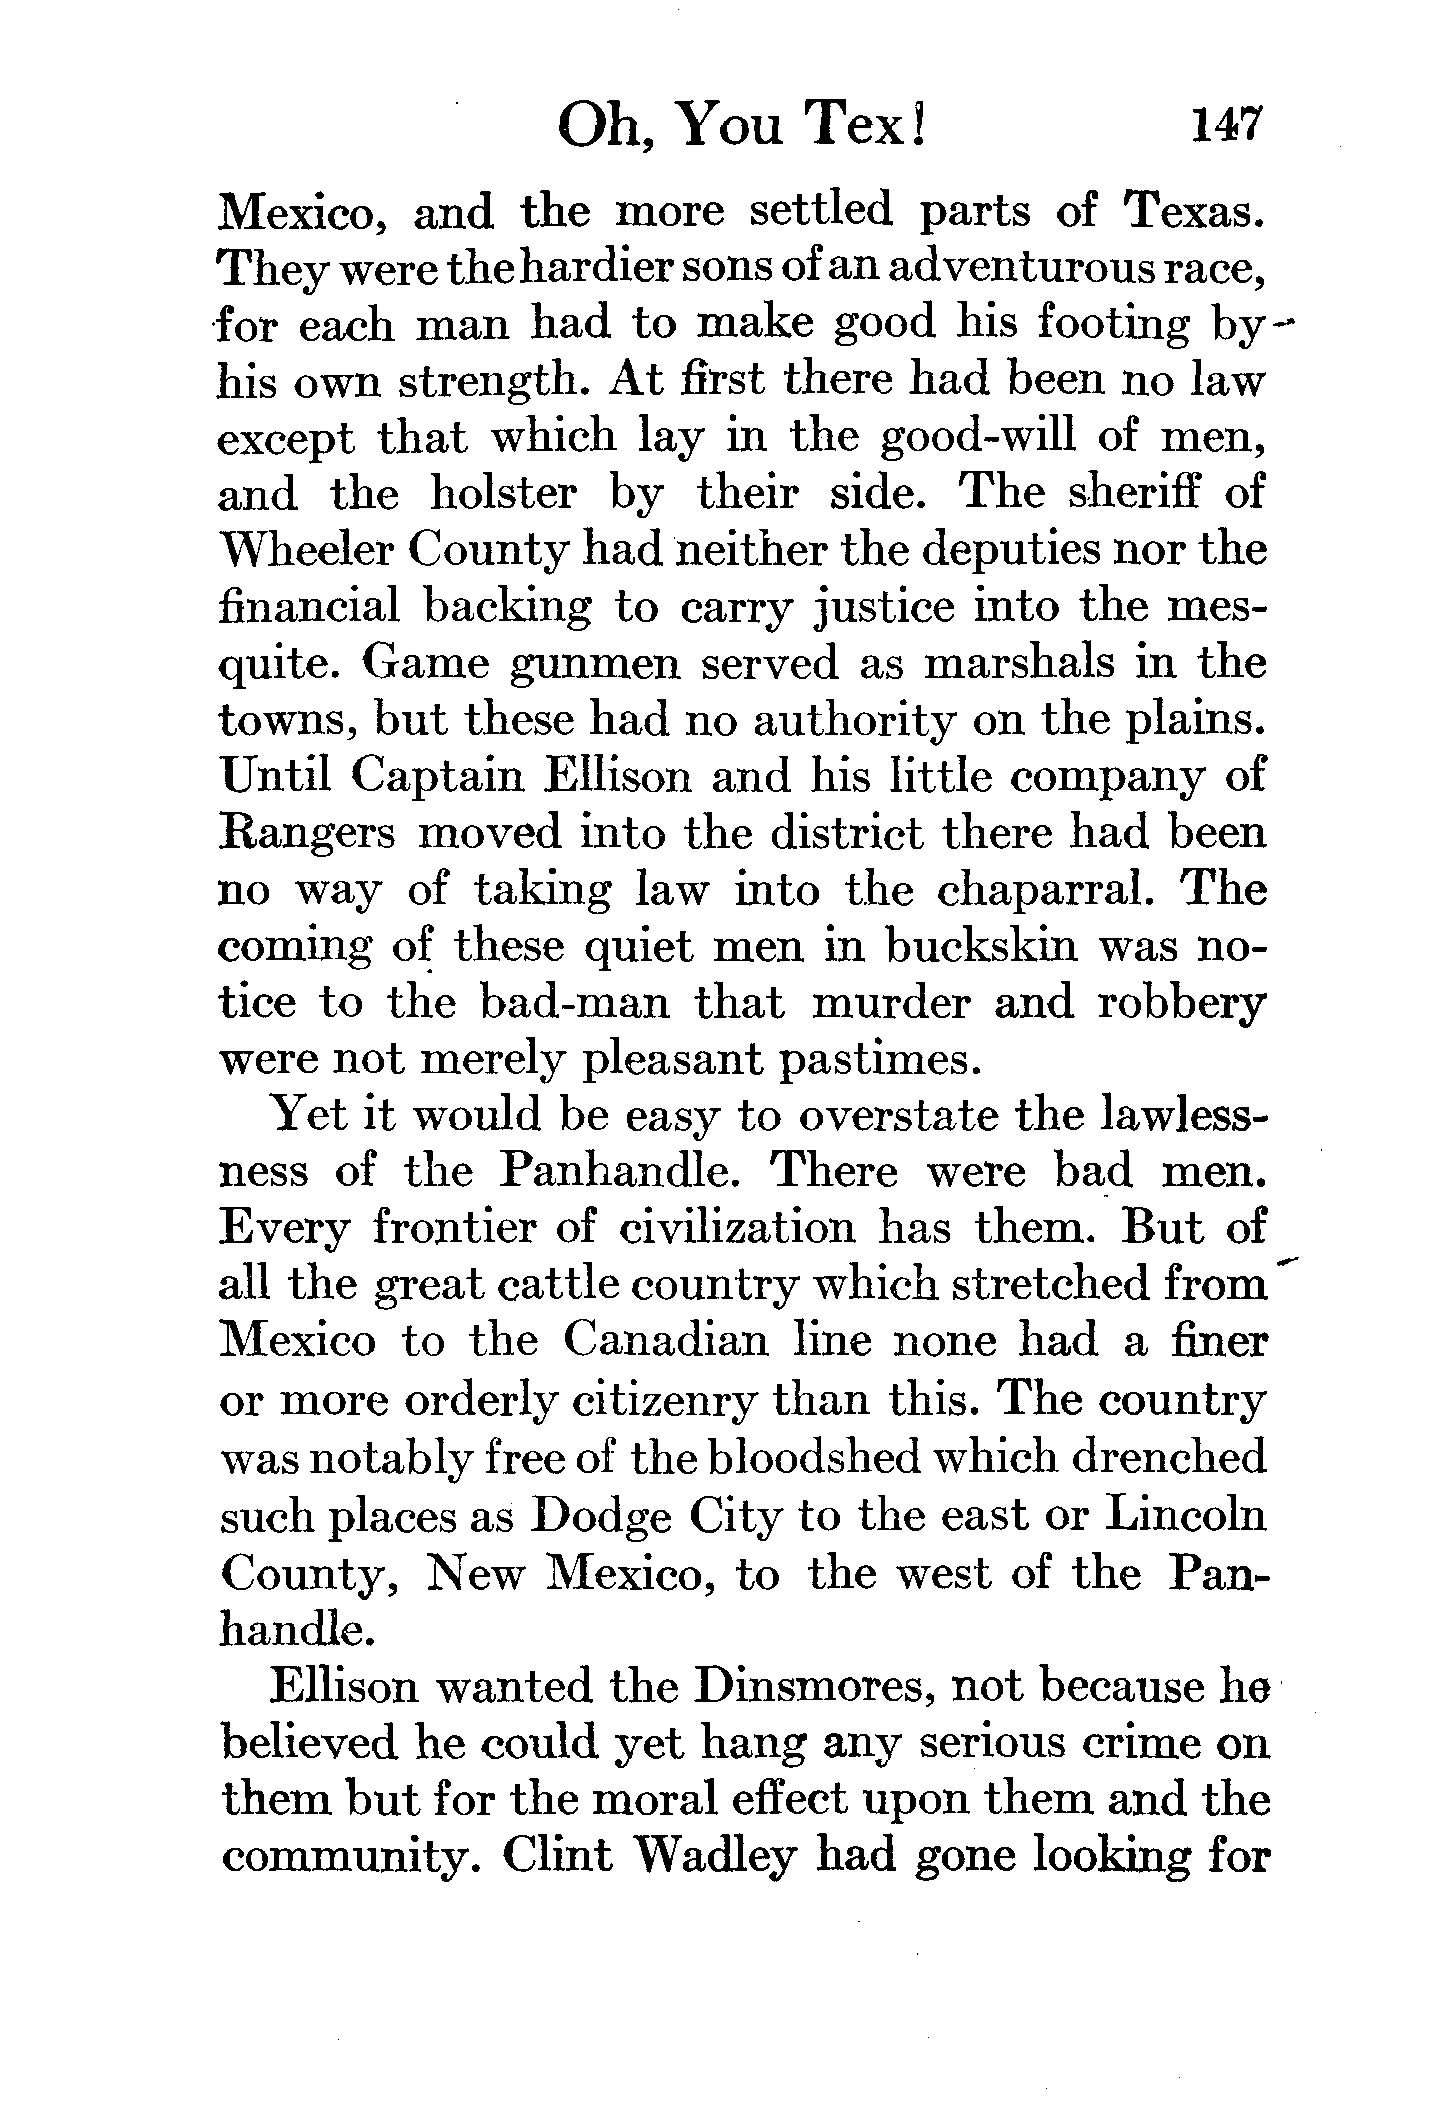 Oh, You Tex! 147
Mexico, and the more settled parts of Texas.
They were the hardier sons of an adventurous race,
for each man had to make good his footing by
his own strength. At first there had been no law
except that which lay in the good-will of men,
and the holster by their side. The sheriff of
Wheeler County had neither the deputies nor the
financial backing to carry justice into the mes-
quite. Game gunmen served as marshals in the
towns, but these had no authority on the plains.
Until Captain Ellison and his little company of
Rangers moved into the district there had been
no way of taking law into the chaparral. The
coming of these quiet men in buckskin was no-
tice to the bad-man that murder and robbery
were not merely pleasant pastimes.
Yet it would be easy to overstate the lawless-
ness of the Panhandle. There were bad men.
Every frontier of civilization has them. But of
all the great cattle country which stretched from
Mexico to the Canadian line none had a finer
or more orderly citizenry than this. The country
was notably free of the bloodshed which drenched
such places as Dodge City to the east or Lincoln
County, New Mexico, to the west of the Pan-
handle.
Ellison wanted the Dinsmores, not because he
believed he could yet hang any serious crime on
them but for the moral effect upon them and the
community. Clint Wadley had gone looking for